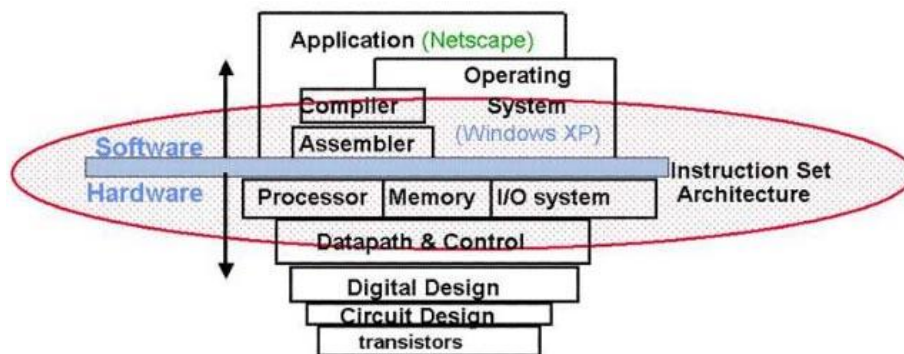 Application (Netscape)
Operating
System
(Windows XP)
Compiler
Assembler
Software
Hardware
Instruction Set
Architecture
Processor
Memory
I/O system
Datapath & Control
Digital Design
Circuit Design
transistors